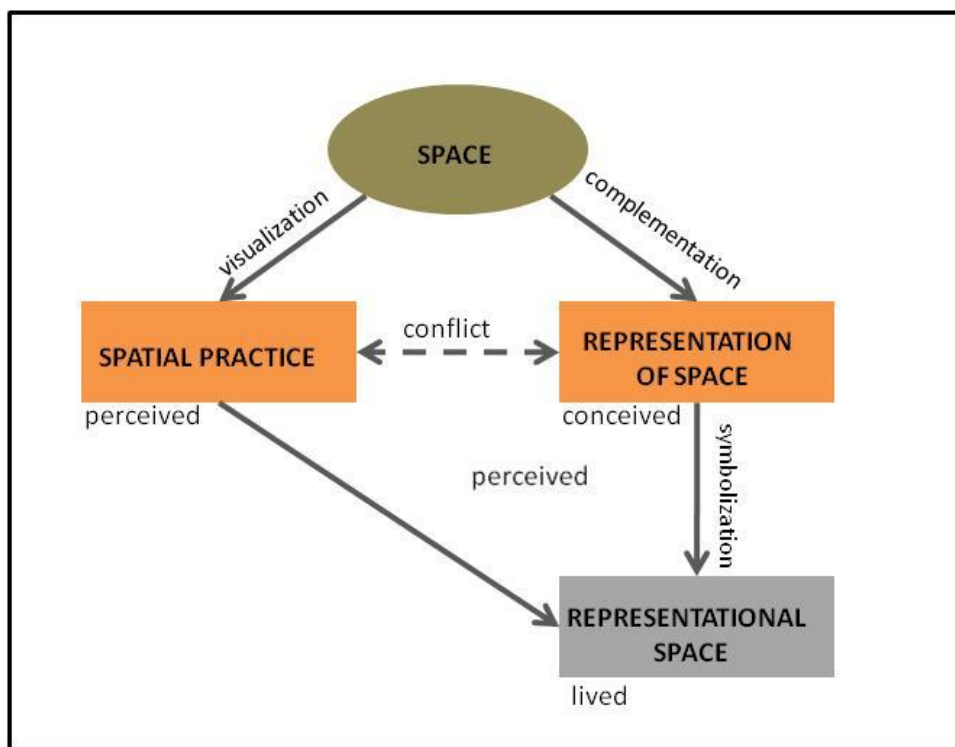 SPACE
visualization
complementation
conflict
SPATIAL PRACTICE
REPRESENTATION
OF SPACE
perceived
conceived
perceived
symbolization
REPRESENTATIONAL
SPACE
lived